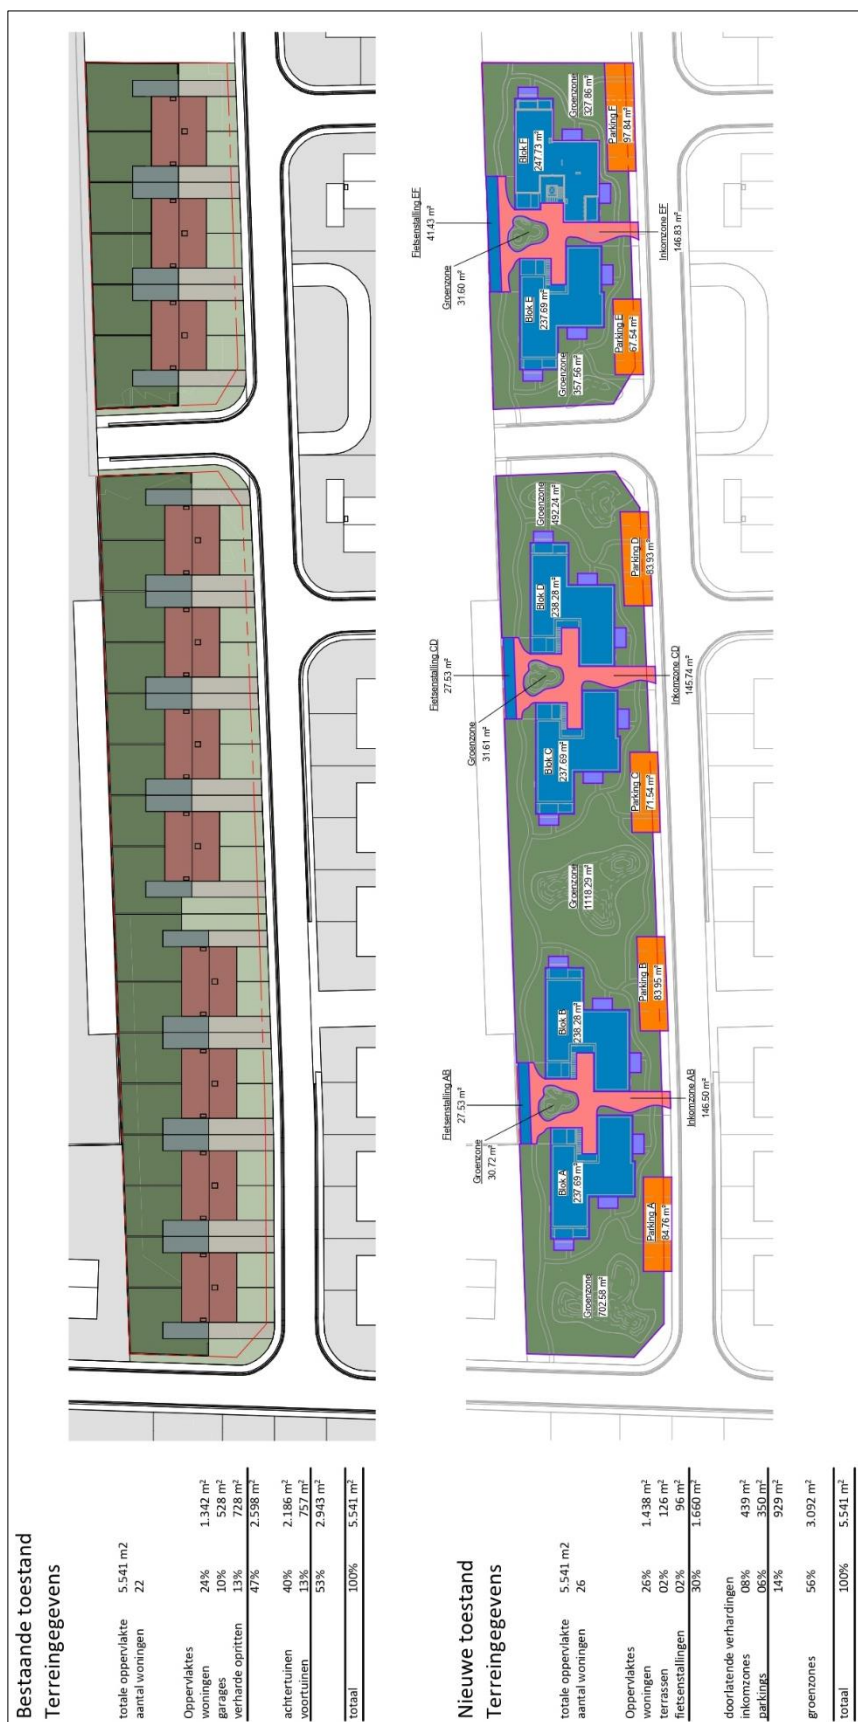 Bestaande toestand
Terreingegevens
totale oppervlakte 5.541 m2
aantal woningen 22
Oppervlaktes
woningen 24% 1.342 m²
garages 10% 528 m²
verharde opritten 13% 728 m²
47% 2.598 m²
achtertuinen 40% 2.186 m²
voortuinen 13% 757 m²
53% 2.943 m²
totaal 100% 5.541 m²
Nieuwe toestand
Terreingegevens
totale oppervlakte 5.541 m2
aantal woningen 26
Oppervlaktes
woningen 26% 1.438 m²
terrassen 02% 126 m²
fietsenstallingen 02% 96 m²
30% 1.660 m²
doorlatende verhardingen
inkomzones 08% 439 m²
parkings 06% 350 m²
14% 929 m²
groenzones 56% 3.092 m²
totaal 100% 5.541 m²
Groenzone
30.72 m²
Fietsenstalling AB
27.53 m²
Groenzone
31.61 m²
Fietsenstalling CD
27.53 m²
Groenzone
31.60 m²
Fietsenstalling EF
41.43 m²
Blok A
237.69 m²
Blok B
238.28 m²
Blok C
237.69 m²
Blok D
238.28 m²
Blok E
237.69 m²
Blok F
247.73 m²
Groenzone
702.58 m²
Groenzone
1118.29 m²
Groenzone
492.24 m²
Groenzone
357.56 m²
Groenzone
327.86 m²
Parking A
84.76 m²
Parking B
83.95 m²
Parking C
71.54 m²
Parking D
83.93 m²
Parking E
67.54 m²
Parking F
97.84 m²
Inkomzone AB
146.50 m²
Inkomzone CD
145.74 m²
Inkomzone EF
146.83 m²